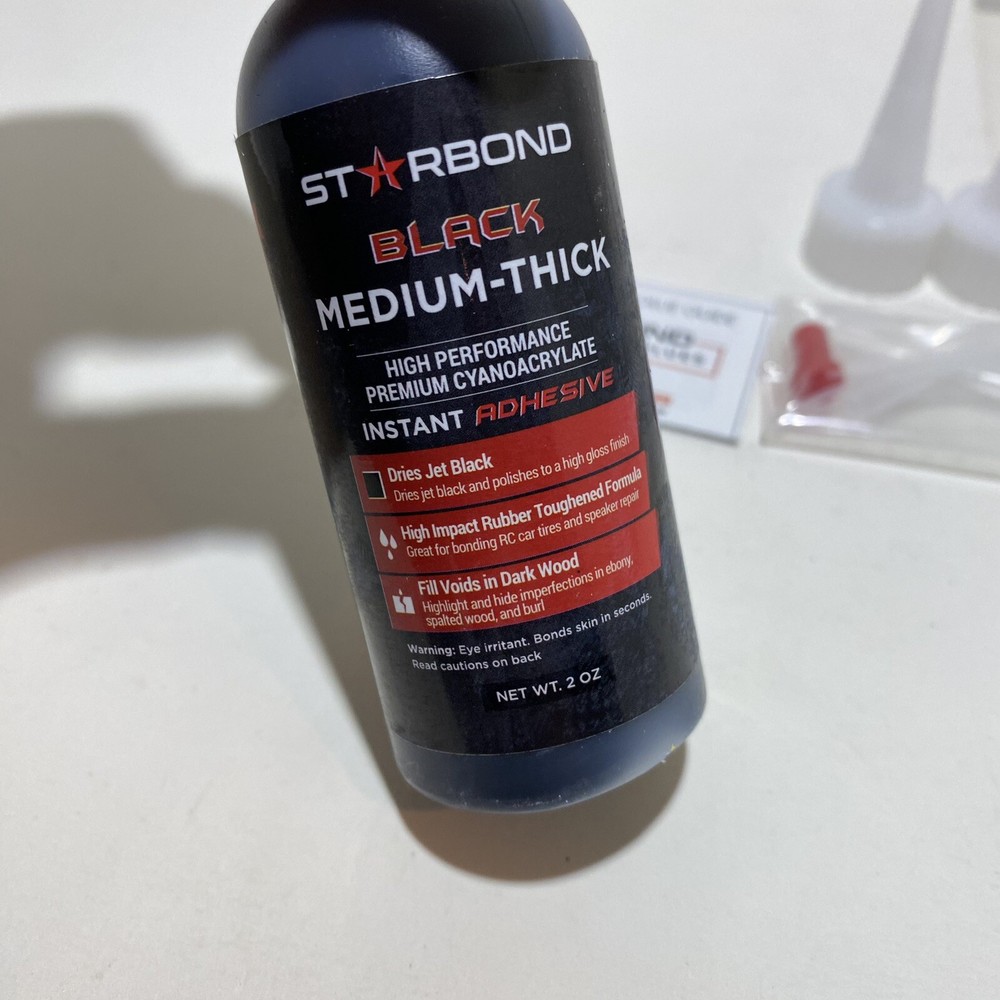 STARBOND
BLACK
MEDIUM-THICK
HIGH PERFORMANCE
PREMIUM CYANOACRYLATE
INSTANT ADHESIVE
Dries Jet Black
Dries jet black and polishes to a high gloss finish
High Impact Rubber Toughened Formula
Great for bonding RC car tires and speaker repair
Fill Voids in Dark Wood
Highlight and hide imperfections in ebony,
spalted wood, and burl
Warning: Eye irritant. Bonds skin in seconds.
Read cautions on back
NET WT. 2 OZ